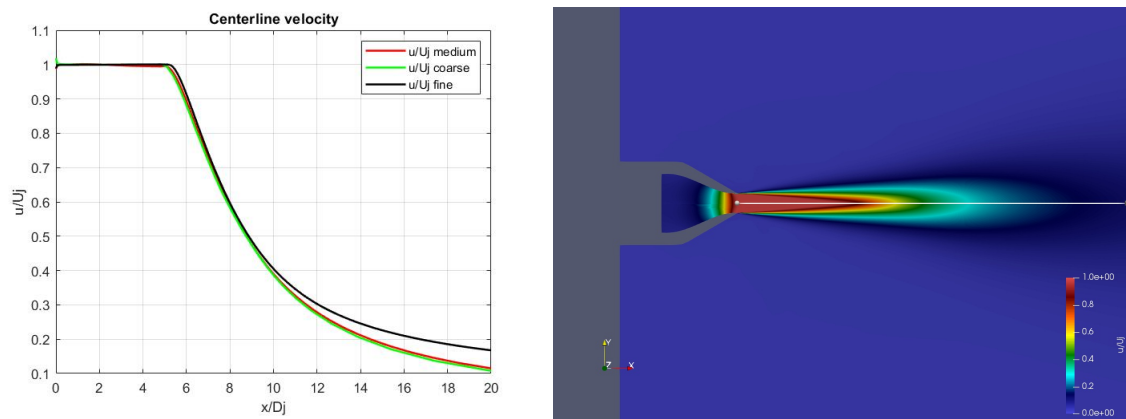 Centerline velocity
1.1
1
0.9
0.8
0.7
0.6
0.5
0.4
0.3
0.2
0.1
u/Uj
u/Uj medium
u/Uj coarse
u/Uj fine
0 2 4 6 8 10 12 14 16 18 20
x/Dj
Y
Z X
1.0e+00
0.8
0.6
0.4
0.2
0.0e+00
u/Uj